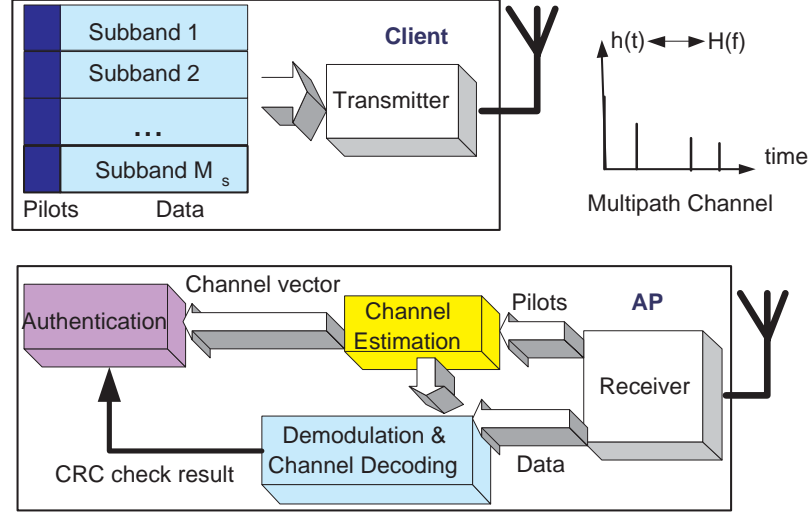 Subband 1
Subband 2
...
Subband M s
Pilots Data
Client
Transmitter
h(t) H(f)
time
Multipath Channel
Authentication
Channel vector
Channel
Estimation
Pilots
AP
Receiver
Demodulation &
Channel Decoding
Data
CRC check result